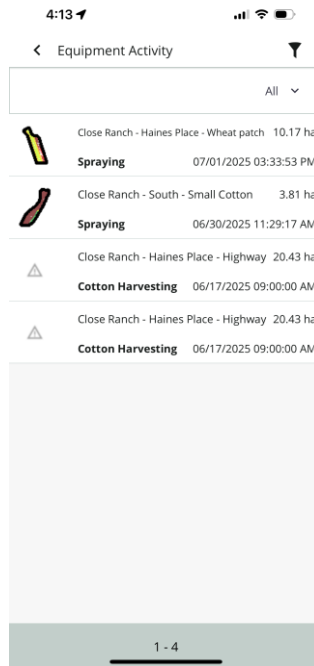 4:13
Equipment Activity
All
Close Ranch - Haines Place - Wheat patch 10.17 ha
Spraying 07/01/2025 03:33:53 PM
Close Ranch - South - Small Cotton 3.81 ha
Spraying 06/30/2025 11:29:17 AM
Close Ranch - Haines Place - Highway 20.43 ha
Cotton Harvesting 06/17/2025 09:00:00 AM
Close Ranch - Haines Place - Highway 20.43 ha
Cotton Harvesting 06/17/2025 09:00:00 AM
1 - 4